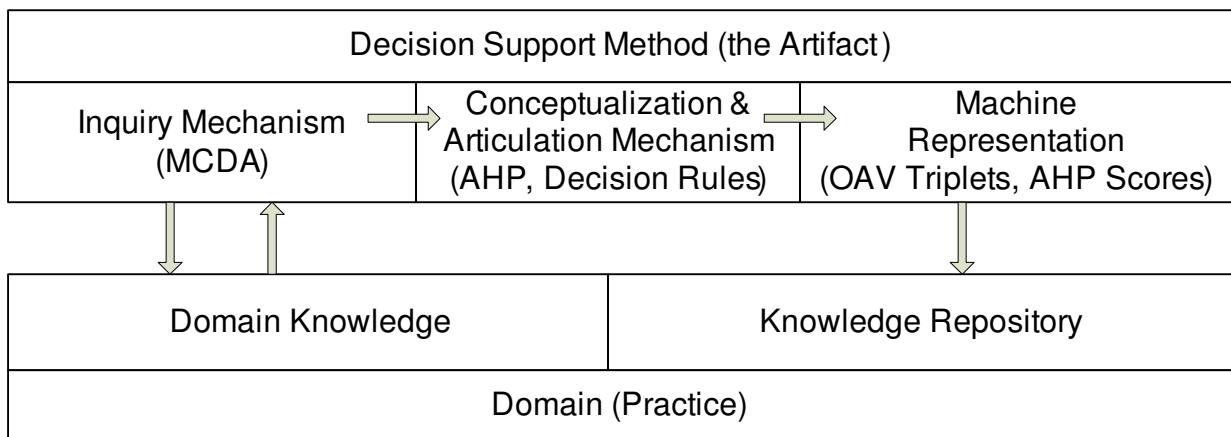 Decision Support Method (the Artifact)
Inquiry Mechanism
(MCDA)
Conceptualization &
Articulation Mechanism
(AHP, Decision Rules)
Machine
Representation
(OAV Triplets, AHP Scores)
Domain Knowledge
Knowledge Repository
Domain (Practice)